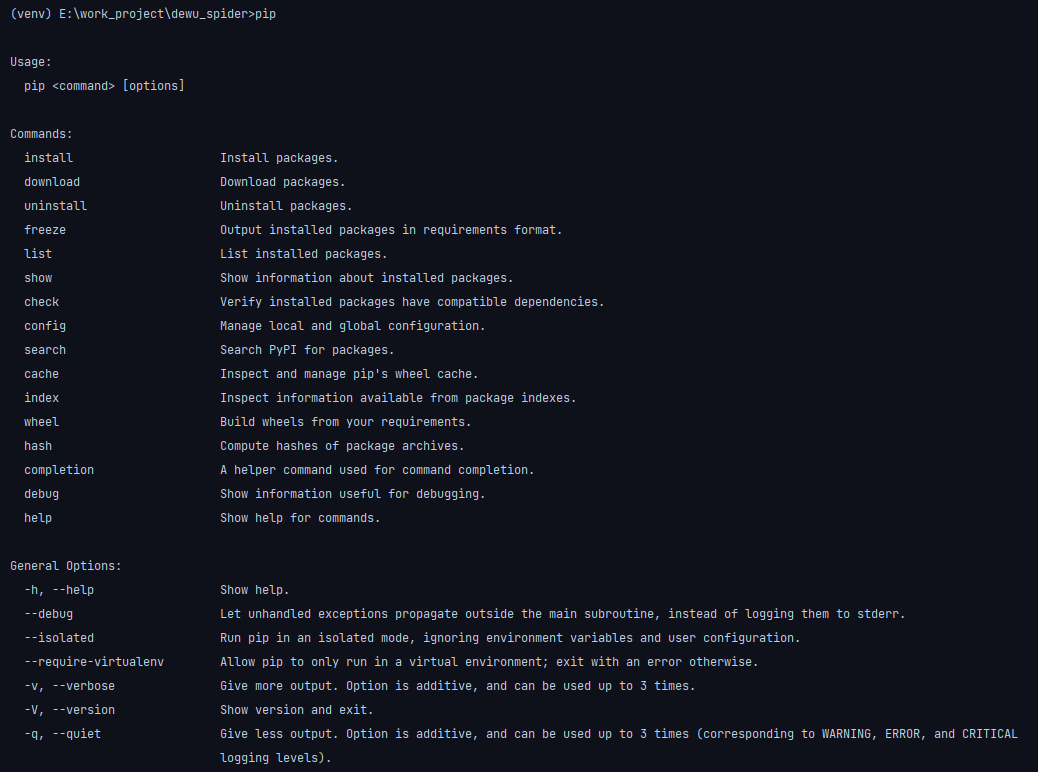 (venv) E:\work_project\dewu_spider>pip
Usage:
  pip <command> [options]
Commands:
  install                     Install packages.
  download                    Download packages.
  uninstall                   Uninstall packages.
  freeze                      Output installed packages in requirements format.
  list                        List installed packages.
  show                        Show information about installed packages.
  check                       Verify installed packages have compatible dependencies.
  config                      Manage local and global configuration.
  search                      Search PyPI for packages.
  cache                       Inspect and manage pip's wheel cache.
  index                       Inspect information available from package indexes.
  wheel                       Build wheels from your requirements.
  hash                        Compute hashes of package archives.
  completion                  A helper command used for command completion.
  debug                       Show information useful for debugging.
  help                        Show help for commands.
General Options:
  -h, --help                  Show help.
  --debug                     Let unhandled exceptions propagate outside the main subroutine, instead of logging them to stderr.
  --isolated                  Run pip in an isolated mode, ignoring environment variables and user configuration.
  --require-virtualenv        Allow pip to only run in a virtual environment; exit with an error otherwise.
  -v, --verbose               Give more output. Option is additive, and can be used up to 3 times.
  -V, --version               Show version and exit.
  -q, --quiet                 Give less output. Option is additive, and can be used up to 3 times (corresponding to WARNING, ERROR, and CRITICAL
                              logging levels).